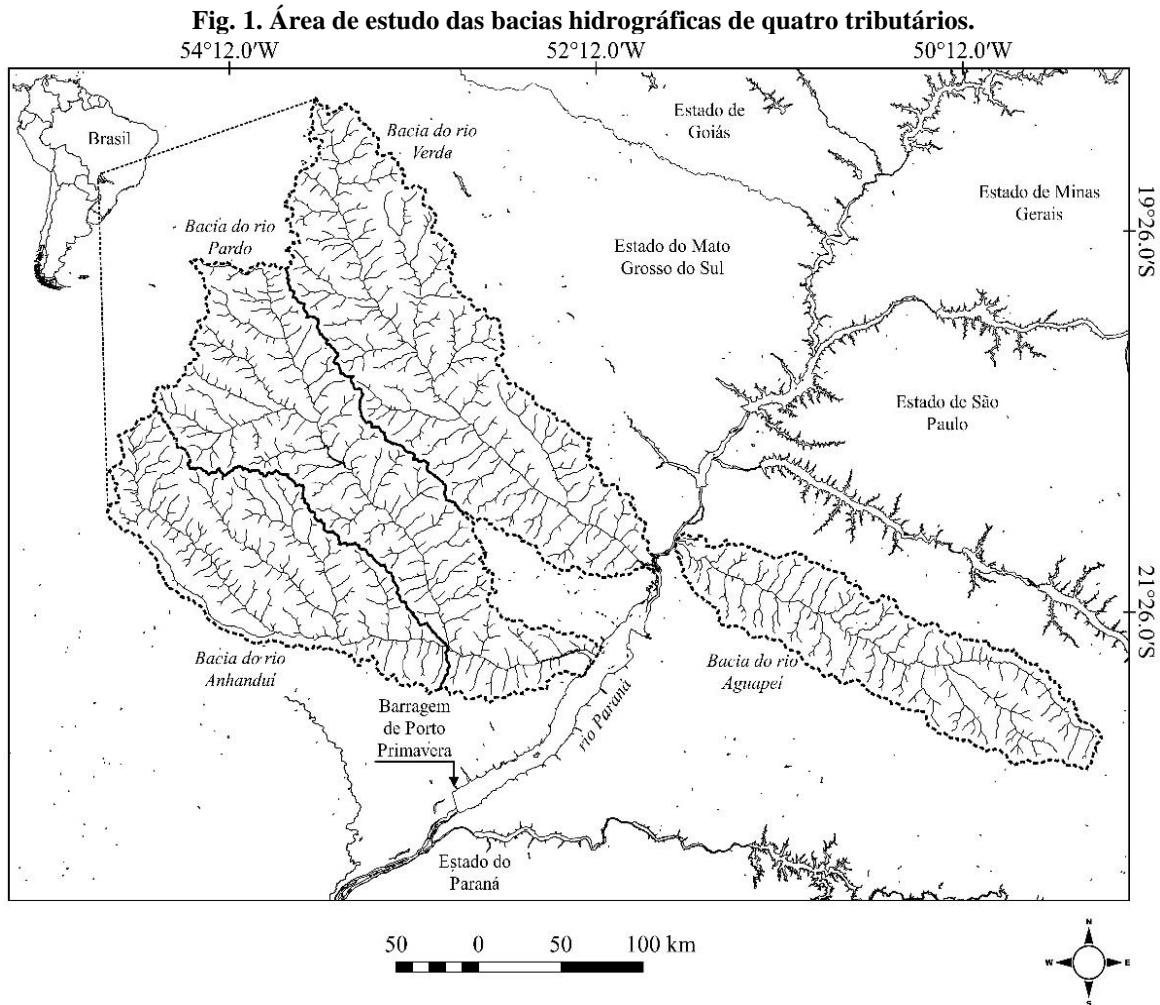 Fig. 1. Área de estudo das bacias hidrográficas de quatro tributários.
54°12.0'W
52°12.0'W
50°12.0'W
Brasil
Bacia do rio
Verde
Estado de
Goiás
Estado de Minas
Gerais
19°26.0'S
Bacia do rio
Pardo
Estado do Mato
Grosso do Sul
Estado de São
Paulo
21°26.0'S
Bacia do rio
Anhanduí
Bacia do rio
Aguapeí
Barragem
de Porto
Primavera
rio Paraná
Estado do
Paraná
50 0 50 100 km
N
W E
S